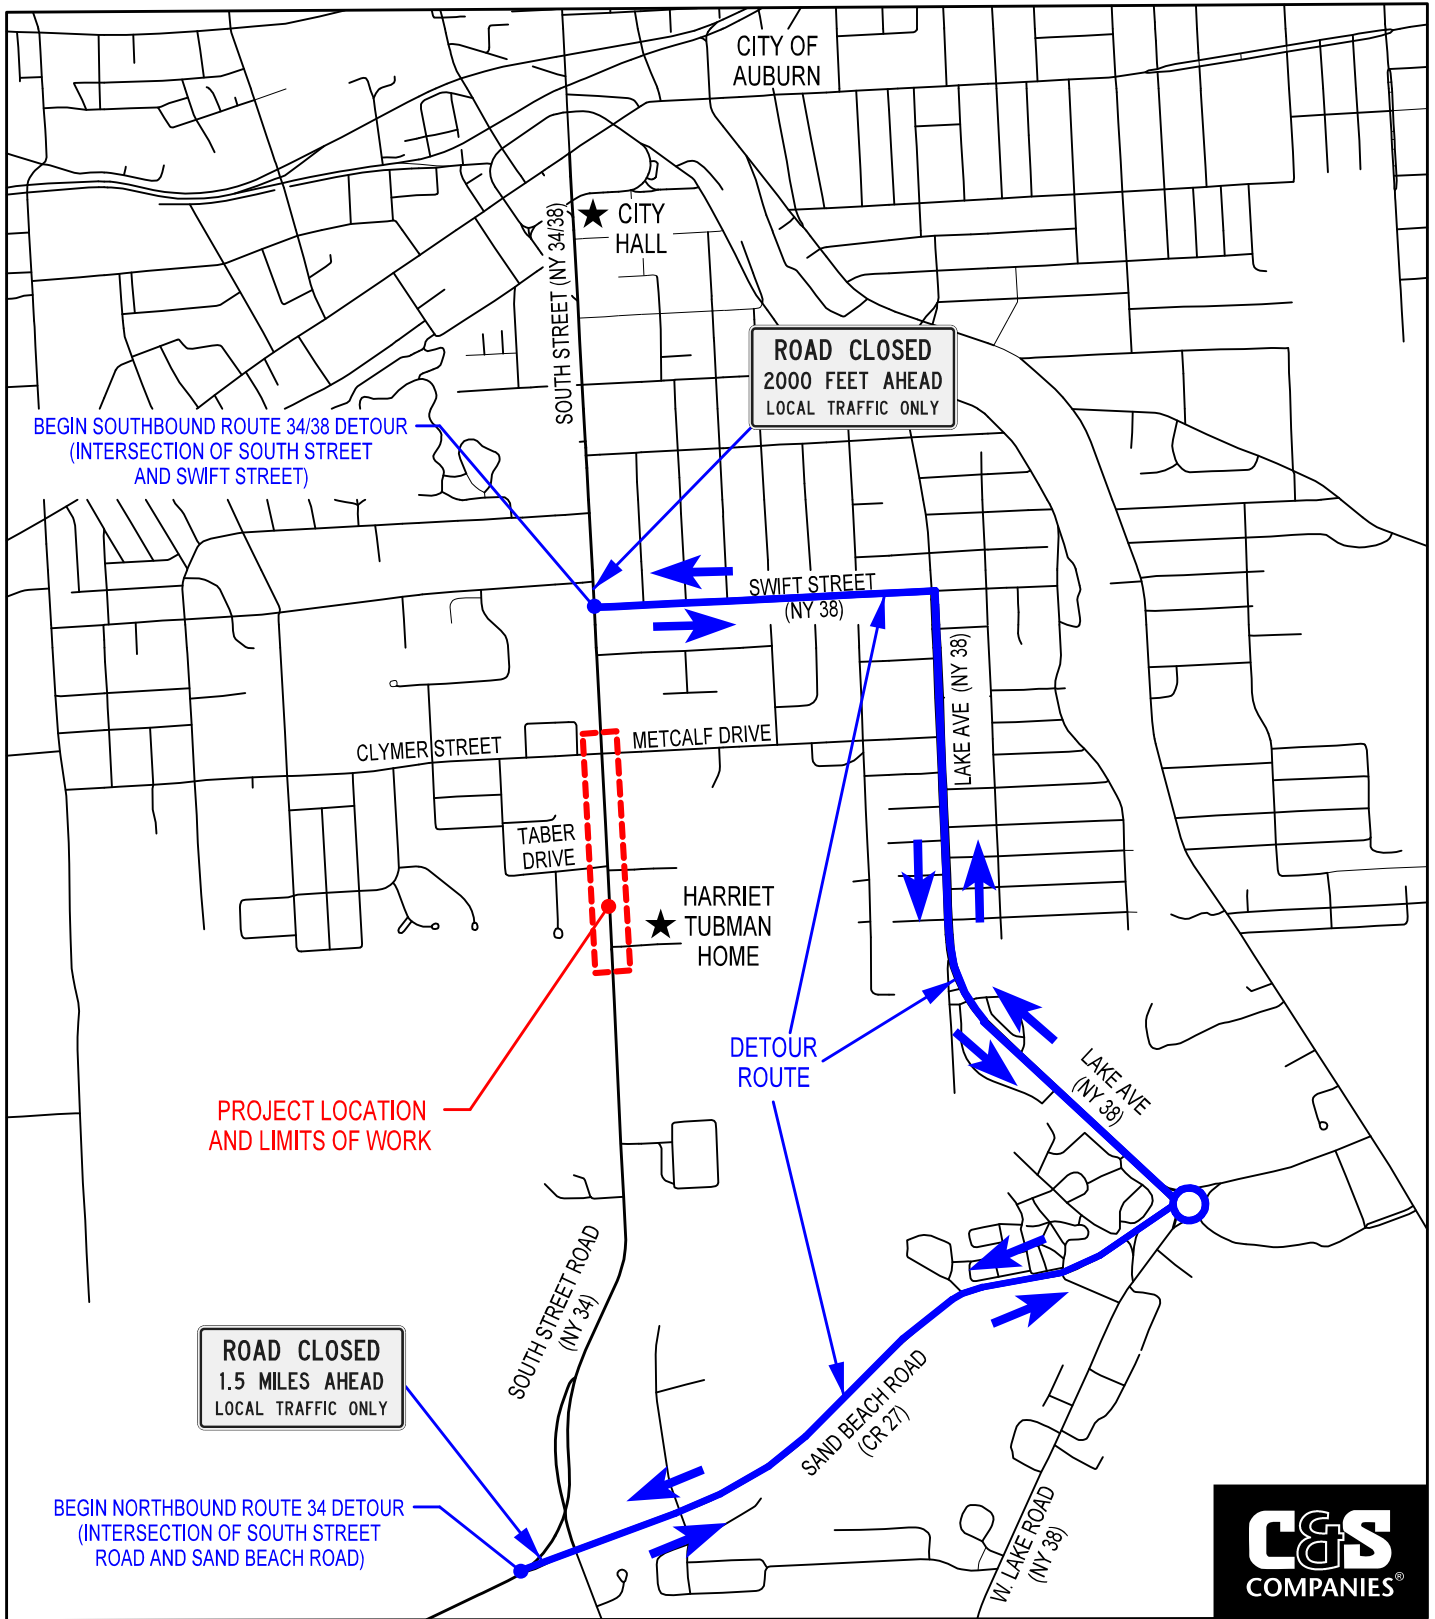 CITY OF
AUBURN
CITY
HALL
SOUTH STREET (NY 34/38)
ROAD CLOSED
2000 FEET AHEAD
LOCAL TRAFFIC ONLY
BEGIN SOUTHBOUND ROUTE 34/38 DETOUR
(INTERSECTION OF SOUTH STREET
AND SWIFT STREET)
SWIFT STREET
(NY 38)
LAKE AVE (NY 38)
CLYMER STREET
METCALF DRIVE
TABER
DRIVE
HARRIET
TUBMAN
HOME
DETOUR
ROUTE
LAKE AVE
(NY 38)
PROJECT LOCATION
AND LIMITS OF WORK
SOUTH STREET ROAD
(NY 34)
ROAD CLOSED
1.5 MILES AHEAD
LOCAL TRAFFIC ONLY
SAND BEACH ROAD
(CR 27)
BEGIN NORTHBOUND ROUTE 34 DETOUR
(INTERSECTION OF SOUTH STREET
ROAD AND SAND BEACH ROAD)
W. LAKE ROAD
(NY 38)
C&S
COMPANIES®